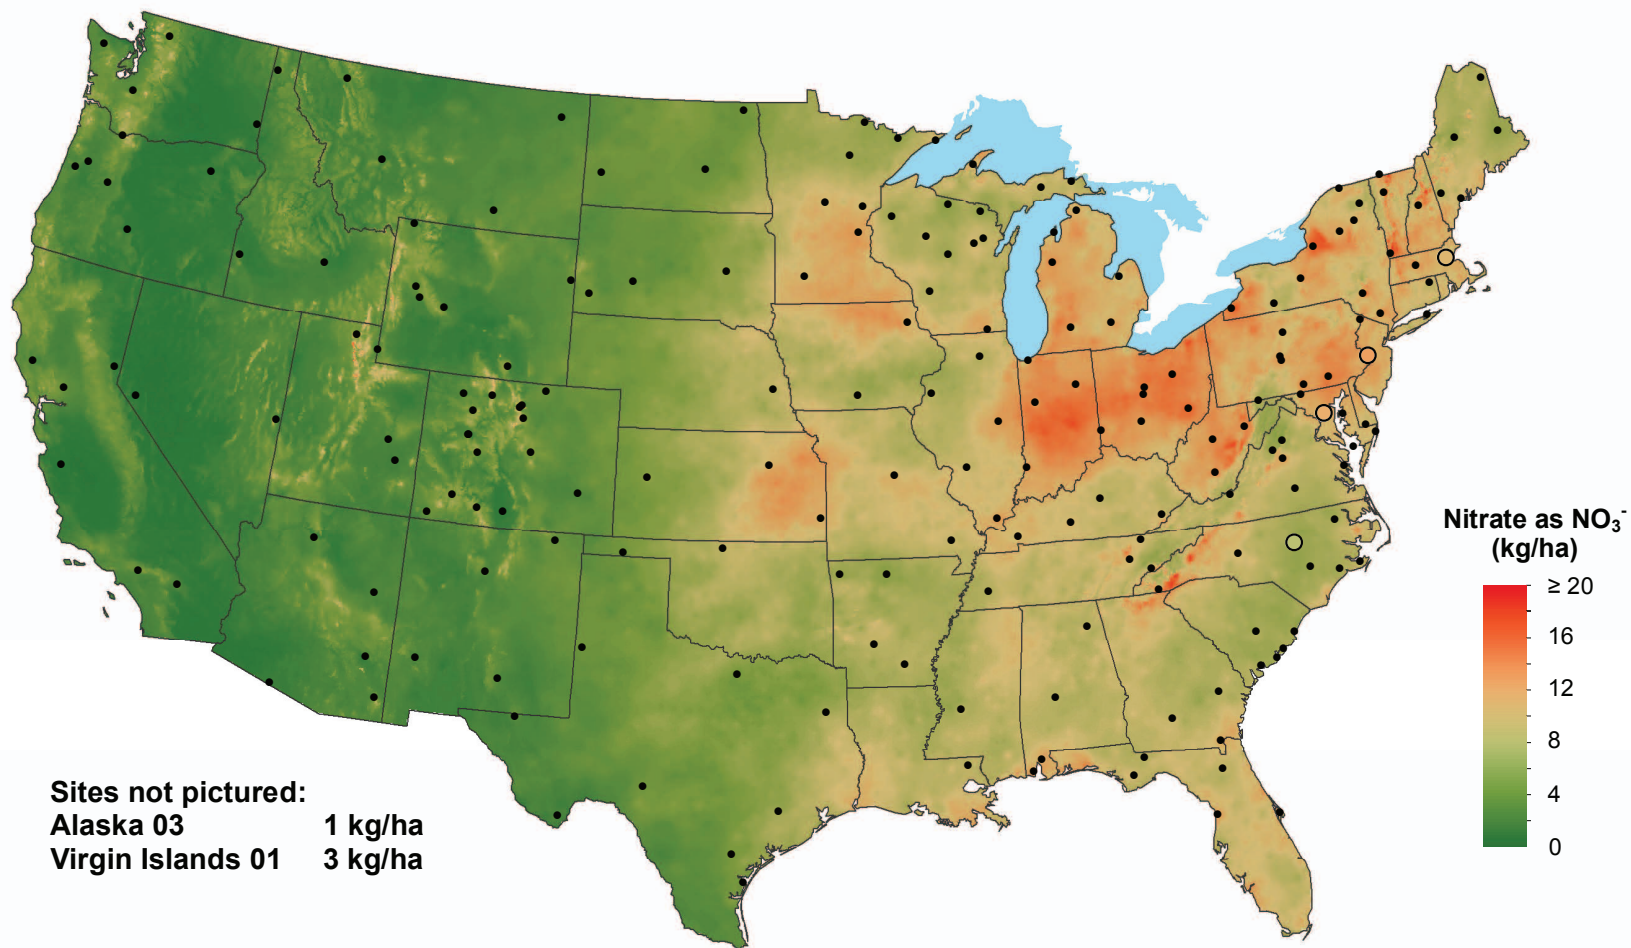 Nitrate as NO₃⁻
(kg/ha)
≥ 20
16
12
8
4
0
Sites not pictured:
Alaska 03 1 kg/ha
Virgin Islands 01 3 kg/ha